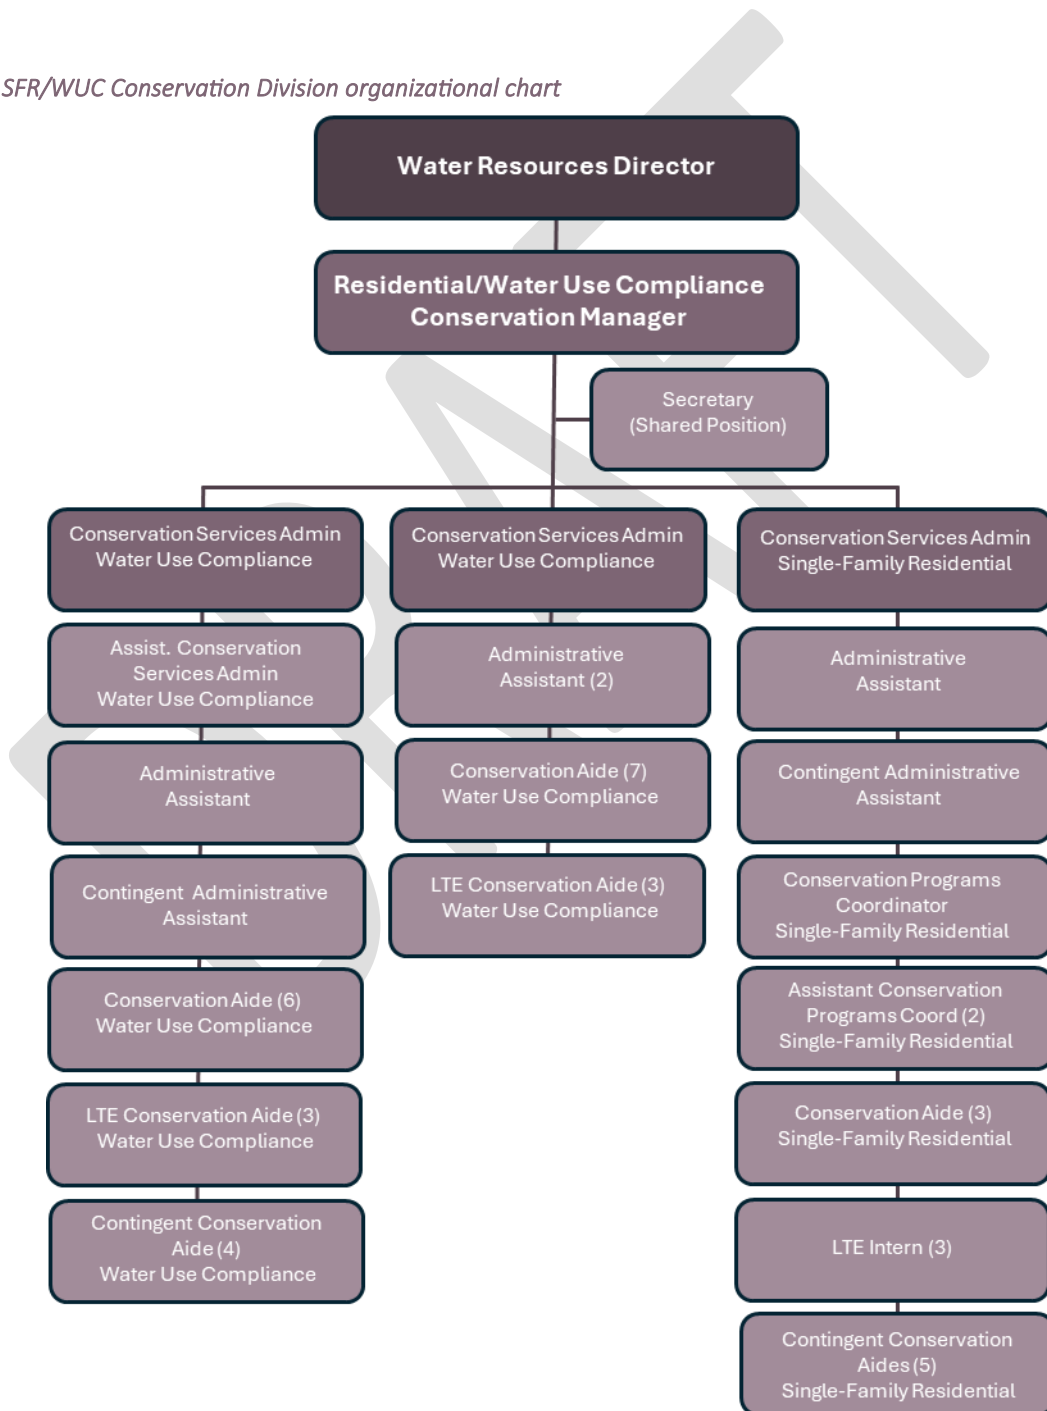 SFR/WUC Conservation Division organizational chart
Water Resources Director
Residential/Water Use Compliance
Conservation Manager
Secretary
(Shared Position)
Conservation Services Admin
Water Use Compliance
Assist. Conservation
Services Admin
Water Use Compliance
Administrative
Assistant
Contingent Administrative
Assistant
Conservation Aide (6)
Water Use Compliance
LTE Conservation Aide (3)
Water Use Compliance
Contingent Conservation
Aide (4)
Water Use Compliance
Conservation Services Admin
Water Use Compliance
Administrative
Assistant (2)
Conservation Aide (7)
Water Use Compliance
LTE Conservation Aide (3)
Water Use Compliance
Conservation Services Admin
Single-Family Residential
Administrative
Assistant
Contingent Administrative
Assistant
Conservation Programs
Coordinator
Single-Family Residential
Assistant Conservation
Programs Coord (2)
Single-Family Residential
Conservation Aide (3)
Single-Family Residential
LTE Intern (3)
Contingent Conservation
Aides (5)
Single-Family Residential
DRAFT